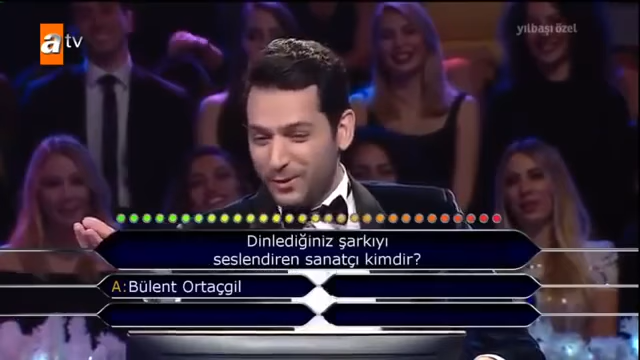 atv
yılbaşı özel
Dinlediğiniz şarkıyı
seslendiren sanatçı kimdir?
A:Bülent Ortaçgil